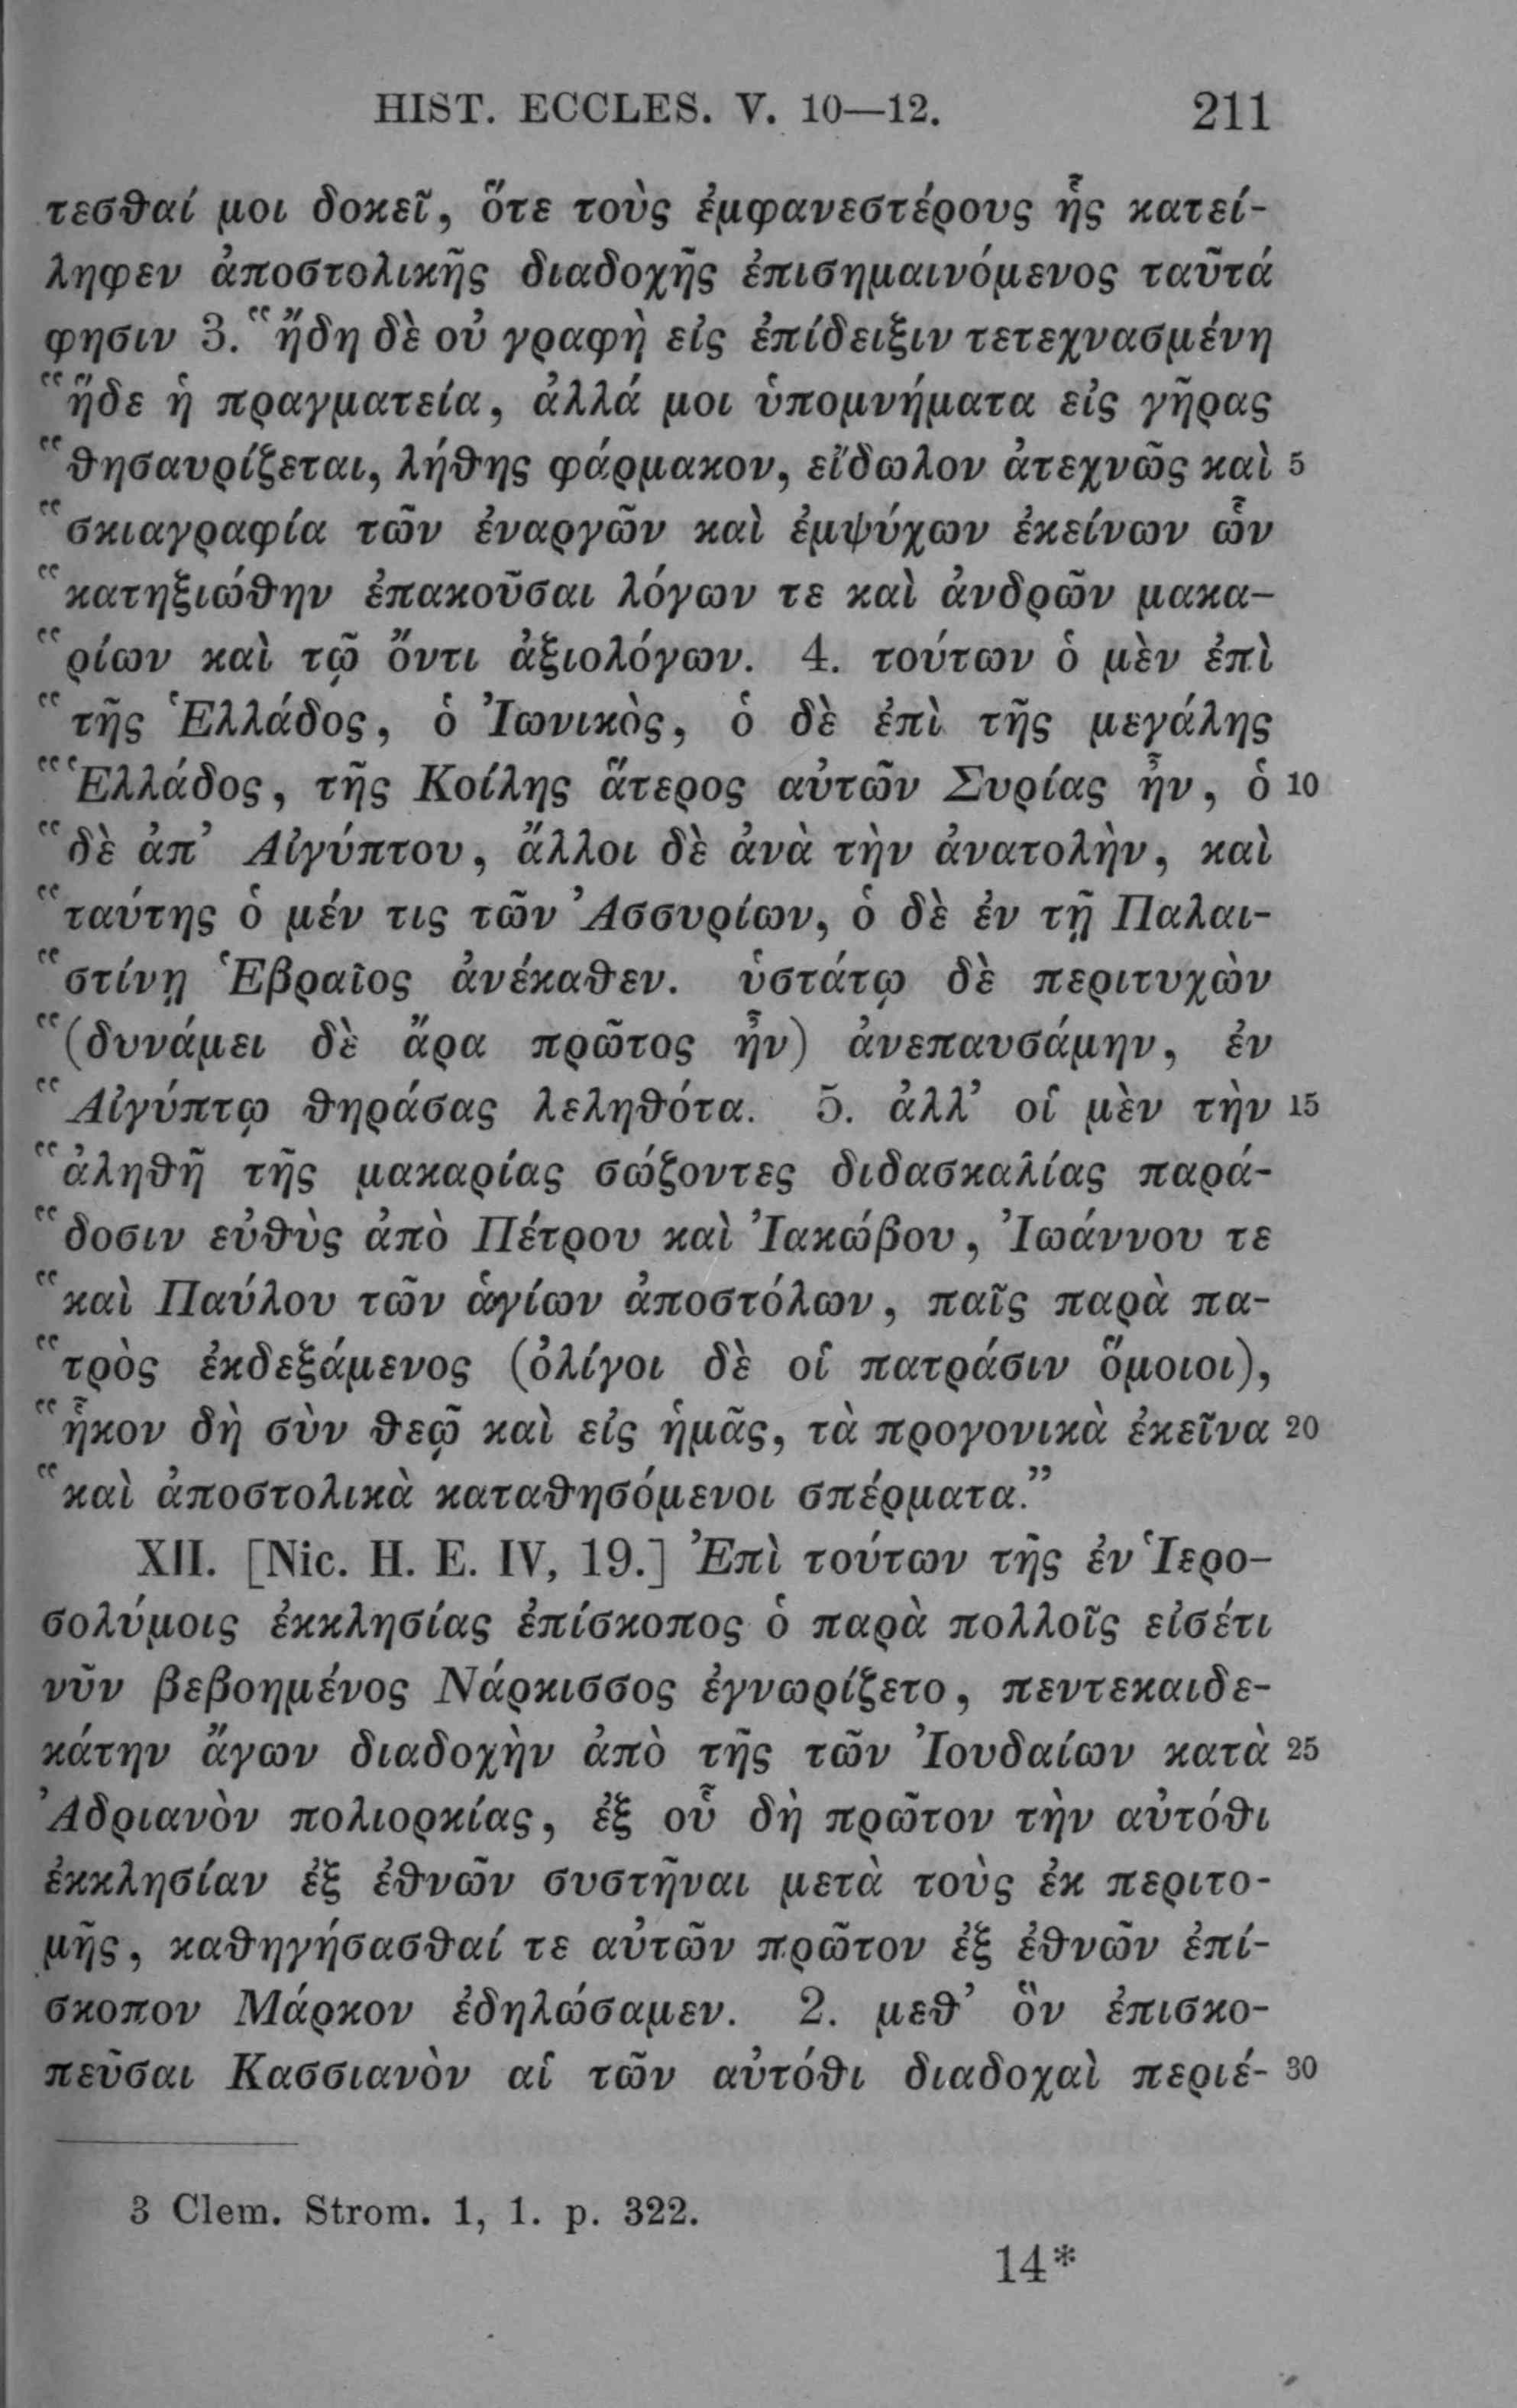 HIST. ECCLES. V. 10—12. 211
τεσθαί μοι δοκεῖ, ὅτε τοὺς ἐμφανεστέρους ἧς κατεί-
ληφεν ἀποστολικῆς διαδοχῆς ἐπισημαινόμενος ταῦτά
φησιν 3. “ἤδη δὲ οὐ γραφὴ εἰς ἐπίδειξιν τετεχνασμένη
“ἥδε ἡ πραγματεία, ἀλλά μοι ὑπομνήματα εἰς γῆρας
“θησαυρίζεται, λήθης φάρμακον, εἴδωλον ἀτεχνῶς καὶ 5
“σκιαγραφία τῶν ἐναργῶν καὶ ἐμψύχων ἐκείνων ὧν
“κατηξιώθην ἐπακοῦσαι λόγων τε καὶ ἀνδρῶν μακα-
“ρίων καὶ τῷ ὄντι ἀξιολόγων. 4. τούτων ὁ μὲν ἐπὶ
“τῆς Ἑλλάδος, ὁ Ἰωνικὸς, ὁ δὲ ἐπὶ τῆς μεγάλης
“Ἑλλάδος, τῆς Κοίλης ἅτερος αὐτῶν Συρίας ἦν, ὁ 10
“δὲ ἀπ’ Αἰγύπτου, ἄλλοι δὲ ἀνὰ τὴν ἀνατολὴν, καὶ
“ταύτης ὁ μέν τις τῶν Ἀσσυρίων, ὁ δὲ ἐν τῇ Παλαι-
“στίνῃ Ἑβραῖος ἀνέκαθεν. ὑστάτῳ δὲ περιτυχὼν
“(δυνάμει δὲ ἄρα πρῶτος ἦν) ἀνεπαυσάμην, ἐν
“Αἰγύπτῳ θηράσας λεληθότα. 5. ἀλλ’ οἱ μὲν τὴν 15
“ἀληθῆ τῆς μακαρίας σώζοντες διδασκαλίας παρά-
“δοσιν εὐθὺς ἀπὸ Πέτρου καὶ Ἰακώβου, Ἰωάννου τε
“καὶ Παύλου τῶν ἁγίων ἀποστόλων, παῖς παρὰ πα-
“τρὸς ἐκδεξάμενος (ὀλίγοι δὲ οἱ πατράσιν ὅμοιοι),
“ἧκον δὴ σὺν θεῷ καὶ εἰς ἡμᾶς, τὰ προγονικὰ ἐκεῖνα 20
“καὶ ἀποστολικὰ καταθησόμενοι σπέρματα.”
XII. [Nic. H. E. IV, 19.] Ἐπὶ τούτων τῆς ἐν Ἱερο-
σολύμοις ἐκκλησίας ἐπίσκοπος ὁ παρὰ πολλοῖς εἰσέτι
νῦν βεβοημένος Νάρκισσος ἐγνωρίζετο, πεντεκαιδε-
κάτην ἄγων διαδοχὴν ἀπὸ τῆς τῶν Ἰουδαίων κατὰ 25
Ἀδριανὸν πολιορκίας, ἐξ οὗ δὴ πρῶτον τὴν αὐτόθι
ἐκκλησίαν ἐξ ἐθνῶν συστῆναι μετὰ τοὺς ἐκ περιτο-
μῆς, καθηγήσασθαί τε αὐτῶν πρῶτον ἐξ ἐθνῶν ἐπί-
σκοπον Μάρκον ἐδηλώσαμεν. 2. μεθ’ ὃν ἐπισκο-
πεῦσαι Κασσιανὸν αἱ τῶν αὐτόθι διαδοχαὶ περιέ- 30
3 Clem. Strom. 1, 1. p. 322.
14*